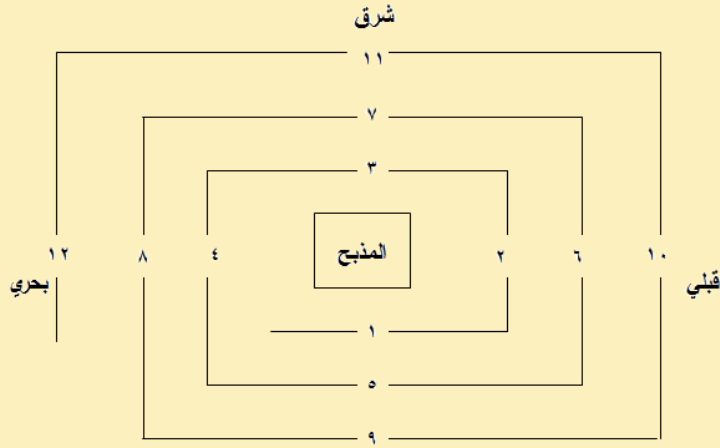 شرق
١١
٧
٣
١٢ ٨ ٤ المذبح ٢ ٦ ١٠
بحري قبلي
١
٥
٩